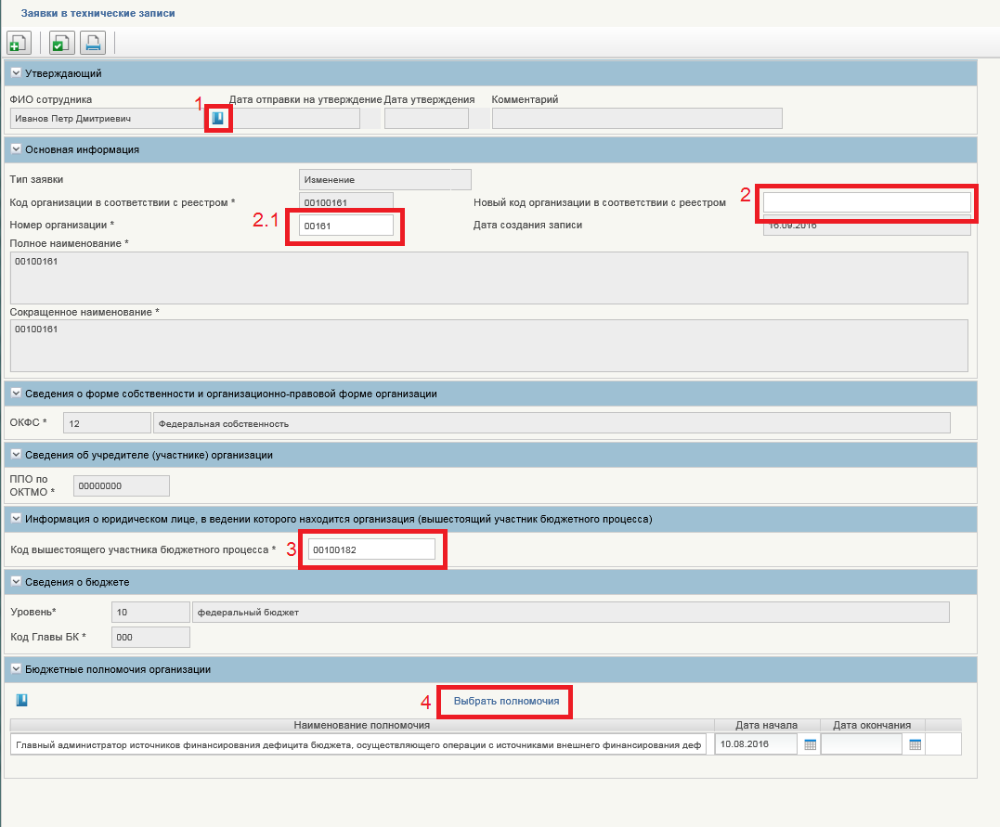 Заявки в технические записи
Утверждающий
ФИО сотрудника 1 Дата отправки на утверждение Дата утверждения Комментарий
Иванов Петр Дмитриевич
Основная информация
Тип заявки Изменение
Код организации в соответствии с реестром * 00100161 Новый код организации в соответствии с реестром 2
Номер организации * 2.1 00161 Дата создания записи 16.09.2016
Полное наименование *
00100161
Сокращенное наименование *
00100161
Сведения о форме собственности и организационно-правовой форме организации
ОКФС * 12 Федеральная собственность
Сведения об учредителе (участнике) организации
ППО по
ОКТМО * 00000000
Информация о юридическом лице, в ведении которого находится организация (вышестоящий участник бюджетного процесса)
Код вышестоящего участника бюджетного процесса * 3 00100182
Сведения о бюджете
Уровень* 10 федеральный бюджет
Код Главы БК * 000
Бюджетные полномочия организации
4 Выбрать полномочия
Наименование полномочия Дата начала Дата окончания
Главный администратор источников финансирования дефицита бюджета, осуществляющего операции с источниками внешнего финансирования деф 10.08.2016